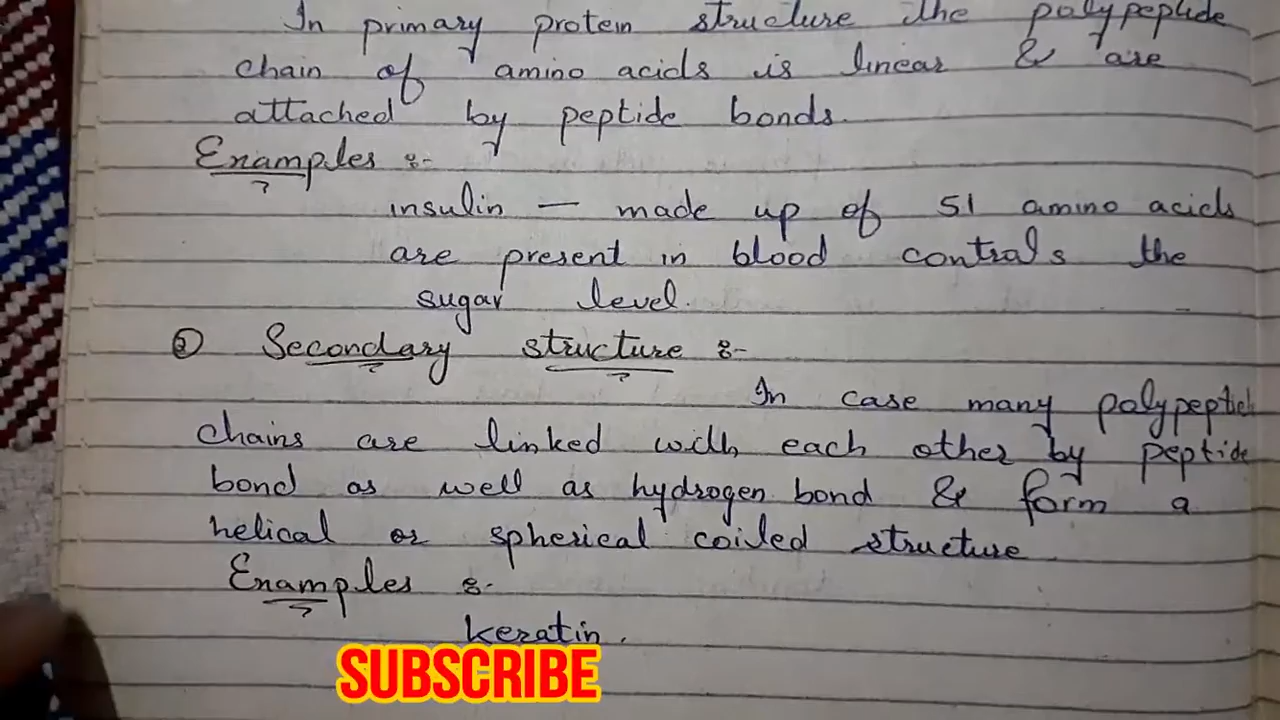 In primary protein structure the polypeptide
chain of amino acids is linear & are
attached by peptide bonds.
Examples :-
insulin — made up of 51 amino acids
are present in blood contrals the
sugar level.
② Secondary structure :-
In case many polypeptide
chains are linked with each other by peptide
bond as well as hydrogen bond & form a
helical or spherical coiled structure
Examples :-
keratin.
SUBSCRIBE